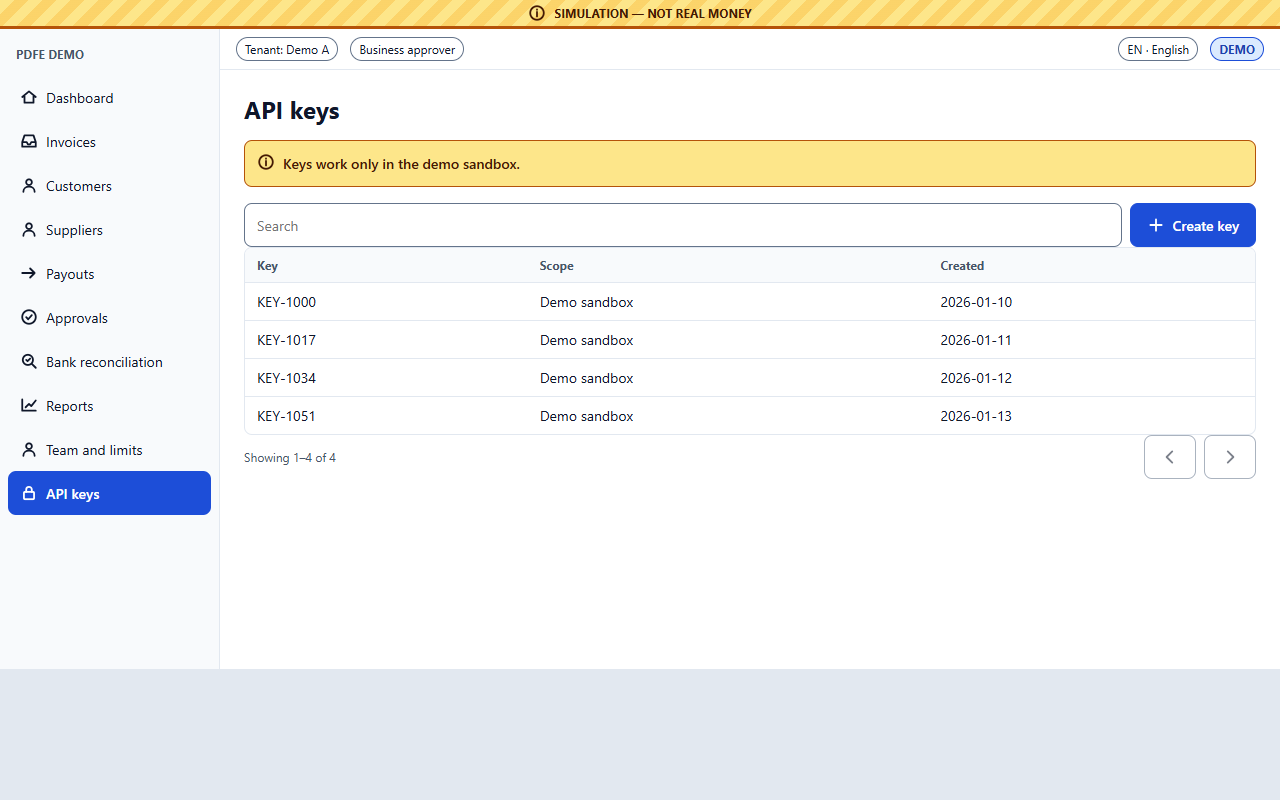 SIMULATION — NOT REAL MONEY
PDFE DEMO
Tenant: Demo A
Business approver
EN · English
DEMO
Dashboard
Invoices
Customers
Suppliers
Payouts
Approvals
Bank reconciliation
Reports
Team and limits
API keys
API keys
Keys work only in the demo sandbox.
Search
Create key
Key Scope Created
KEY-1000 Demo sandbox 2026-01-10
KEY-1017 Demo sandbox 2026-01-11
KEY-1034 Demo sandbox 2026-01-12
KEY-1051 Demo sandbox 2026-01-13
Showing 1–4 of 4